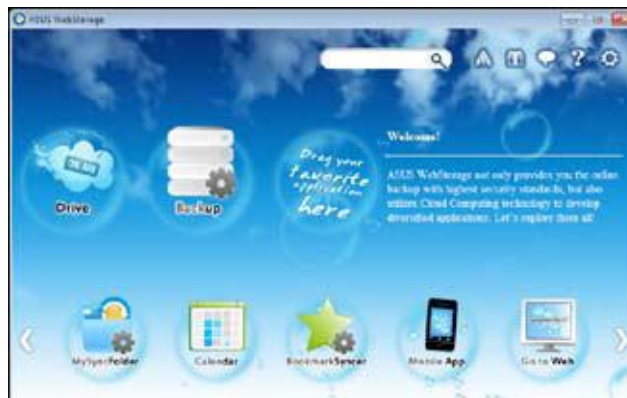 ASUS WebStorage
Welcome!
ASUS WebStorage not only provides you the online
backup with highest security standards, but also
utilizes Cloud Computing technology to develop
diversified applications. Let's explore them all!
Drag your
favorite
application
here
Drive
Backup
MySyncFolder
Calendar
BookmarkSyncer
Mobile App
Go to Web